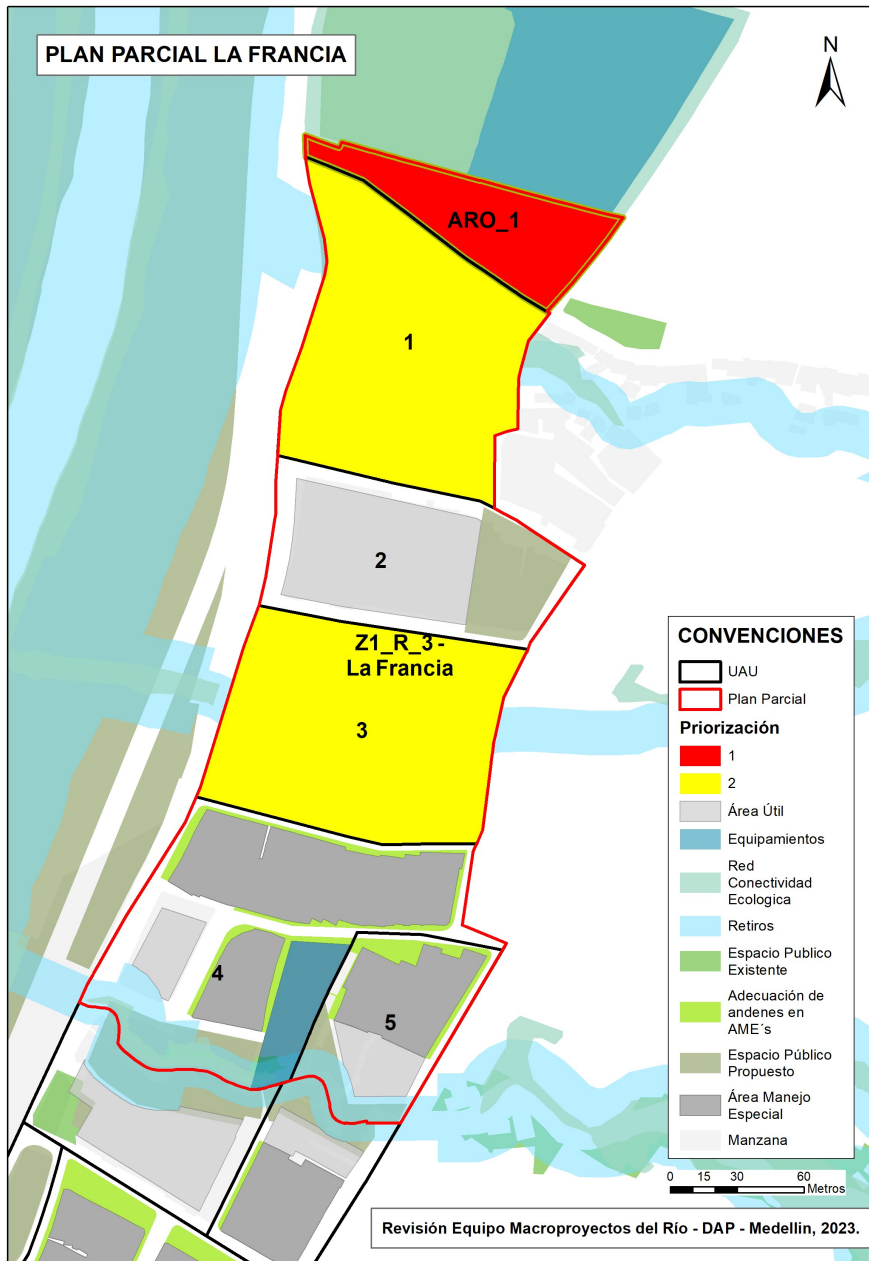 PLAN PARCIAL LA FRANCIA
N
ARO_1
1
2
Z1_R_3 -
La Francia
3
4
5
CONVENCIONES
UAU
Plan Parcial
Priorización
1
2
Área Útil
Equipamientos
Red
Conectividad
Ecologica
Retiros
Espacio Publico
Existente
Adecuación de
andenes en
AME´s
Espacio Público
Propuesto
Área Manejo
Especial
Manzana
0 15 30 60
Metros
Revisión Equipo Macroproyectos del Río - DAP - Medellin, 2023.